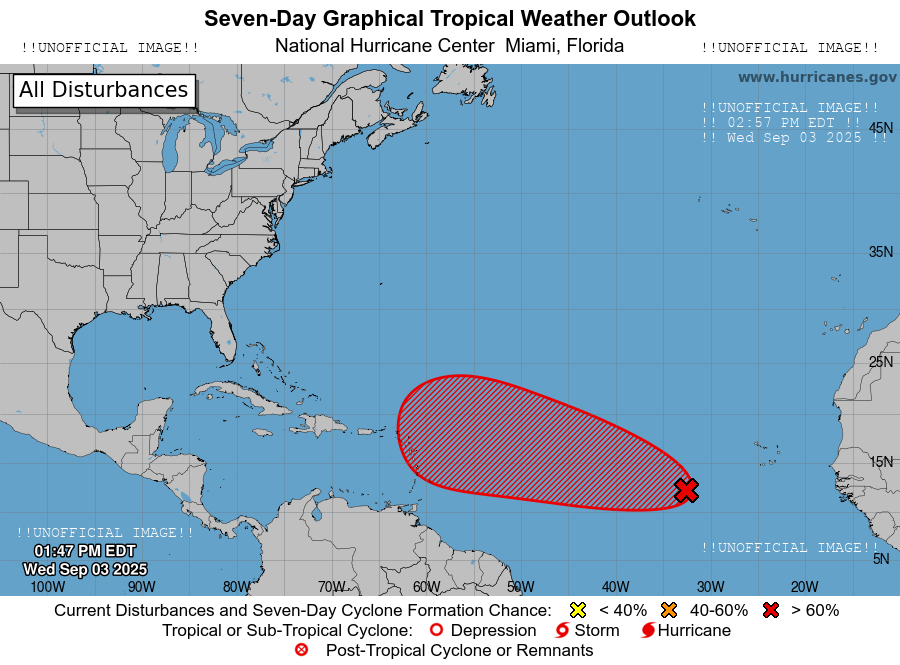 Seven-Day Graphical Tropical Weather Outlook
!!UNOFFICIAL IMAGE!! National Hurricane Center Miami, Florida !!UNOFFICIAL IMAGE!!
All Disturbances
www.hurricanes.gov
!!UNOFFICIAL IMAGE!!
!! 02:57 PM EDT !!
!! Wed Sep 03 2025 !!
45N
35N
25N
15N
!!UNOFFICIAL IMAGE!!
01:47 PM EDT
Wed Sep 03 2025
!!UNOFFICIAL IMAGE!!
5N
100W 90W 80W 70W 60W 50W 40W 30W 20W
Current Disturbances and Seven-Day Cyclone Formation Chance: < 40% 40-60% > 60%
Tropical or Sub-Tropical Cyclone: Depression Storm Hurricane
Post-Tropical Cyclone or Remnants